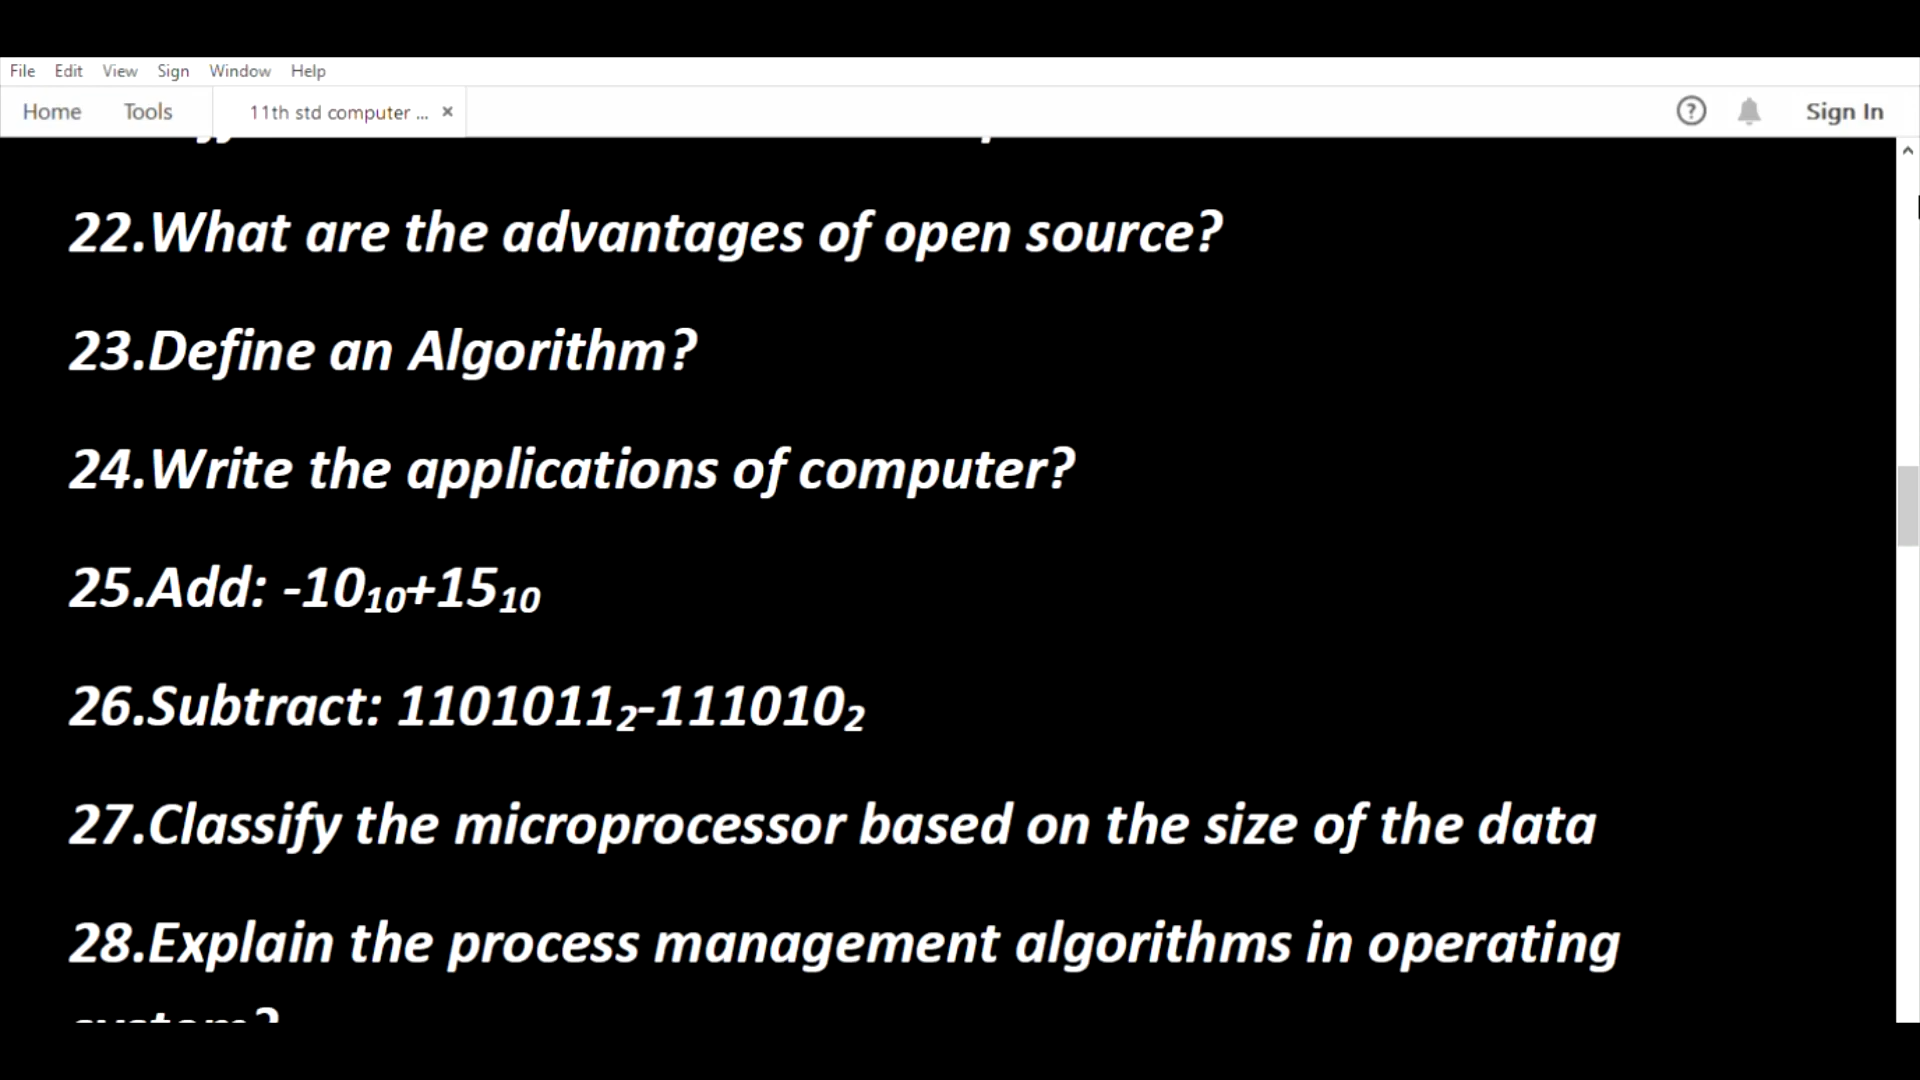 File Edit View Sign Window Help
Home Tools 11th std computer ... × ? Sign In
22.What are the advantages of open source?
23.Define an Algorithm?
24.Write the applications of computer?
25.Add: -10₁₀+15₁₀
26.Subtract: 1101011₂-111010₂
27.Classify the microprocessor based on the size of the data
28.Explain the process management algorithms in operating
system?